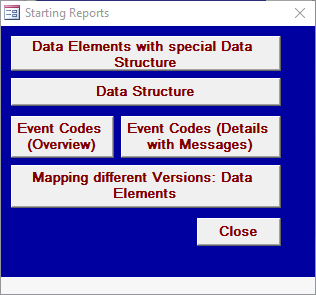 Starting Reports
Data Elements with special Data
Structure
Data Structure
Event Codes
(Overview)
Event Codes (Details
with Messages)
Mapping different Versions: Data
Elements
Close